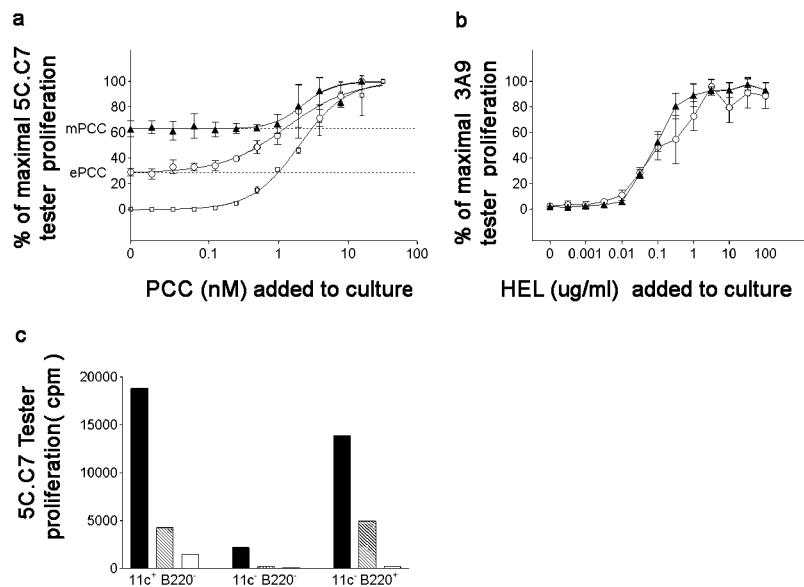 a
% of maximal 5C.C7
tester proliferation
100
80
mPCC 60
40
ePCC
20
0
0 0.1 1 10 100
PCC (nM) added to culture
b
% of maximal 3A9
tester proliferation
100
80
60
40
20
0
0 0.001 0.01 0.1 1 10 100
HEL (ug/ml) added to culture
c
5C.C7 Tester
proliferation( cpm )
20000
15000
10000
5000
0
11c⁺ B220⁻ 11c⁻ B220⁻ 11c⁻ B220⁺